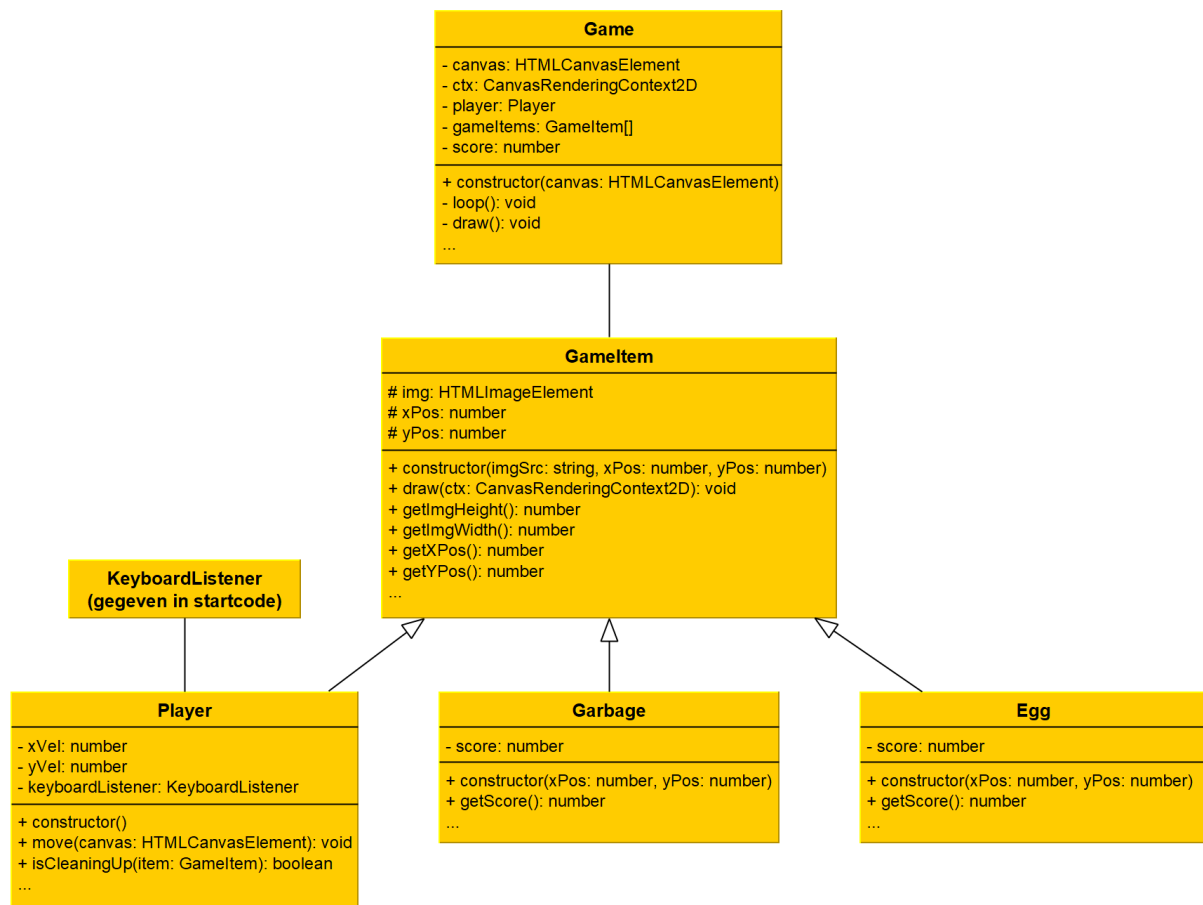 Game
- canvas: HTMLCanvasElement
- ctx: CanvasRenderingContext2D
- player: Player
- gameItems: GameItem[]
- score: number
+ constructor(canvas: HTMLCanvasElement)
- loop(): void
- draw(): void
...
GameItem
# img: HTMLImageElement
# xPos: number
# yPos: number
+ constructor(imgSrc: string, xPos: number, yPos: number)
+ draw(ctx: CanvasRenderingContext2D): void
+ getImgHeight(): number
+ getImgWidth(): number
+ getXPos(): number
+ getYPos(): number
...
KeyboardListener
(gegeven in startcode)
Player
- xVel: number
- yVel: number
- keyboardListener: KeyboardListener
+ constructor()
+ move(canvas: HTMLCanvasElement): void
+ isCleaningUp(item: GameItem): boolean
...
Garbage
- score: number
+ constructor(xPos: number, yPos: number)
+ getScore(): number
...
Egg
- score: number
+ constructor(xPos: number, yPos: number)
+ getScore(): number
...